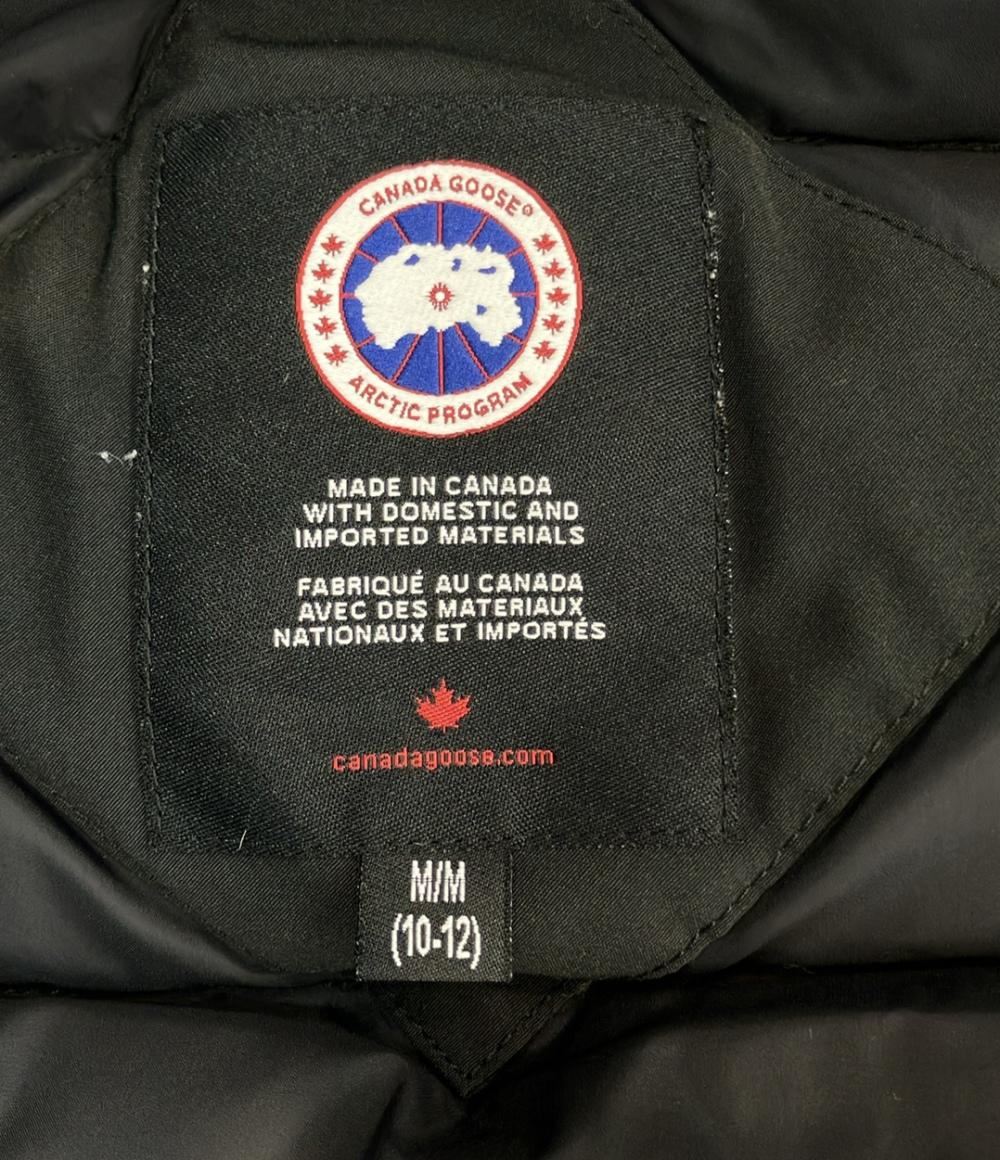 CANADA GOOSE®
ARCTIC PROGRAM
MADE IN CANADA
WITH DOMESTIC AND
IMPORTED MATERIALS
FABRIQUÉ AU CANADA
AVEC DES MATERIAUX
NATIONAUX ET IMPORTÉS
canadagoose.com
M/M
(10-12)